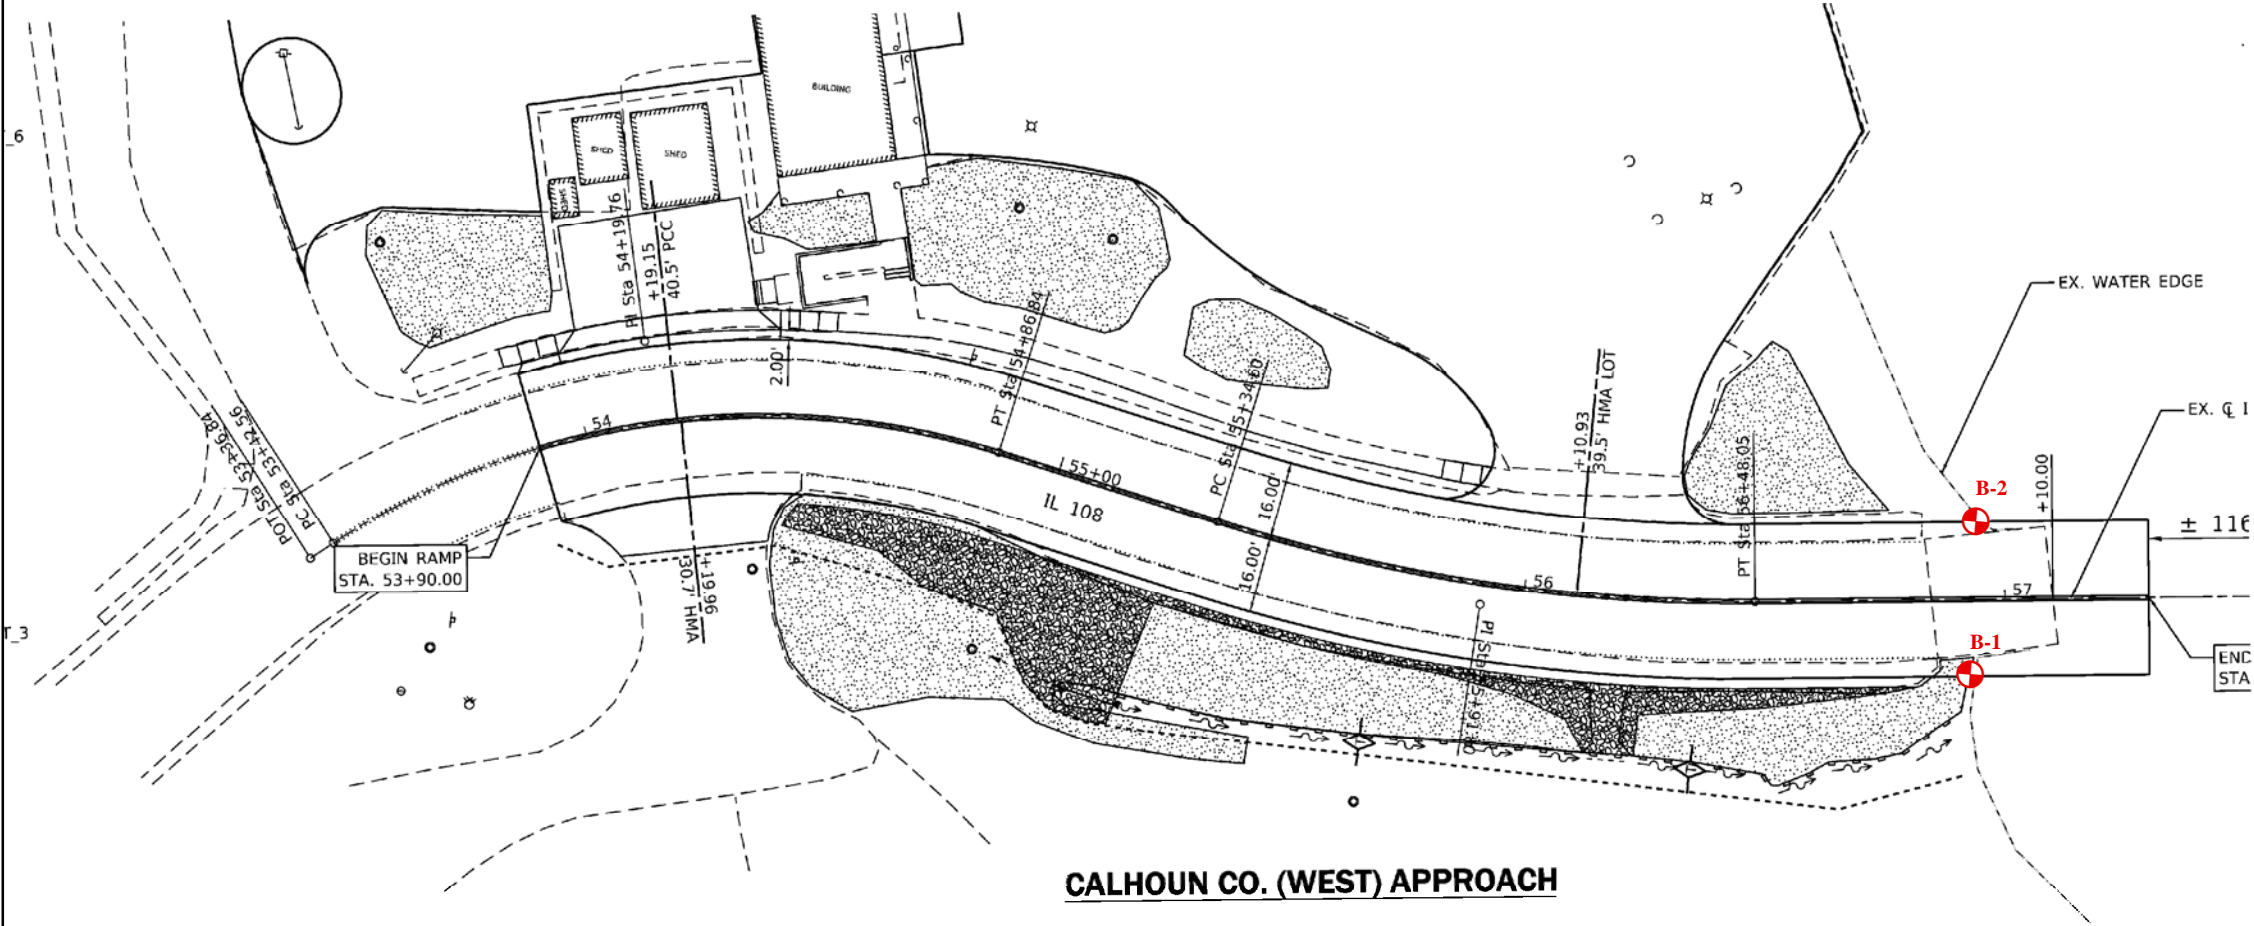 _6
T_3
BUILDING
SHED
SHED
SHED
PI Sta 54+19.76
+19.15
40.5' PCC
2.00'
PT Sta 54+86.84
PC Sta 55+34.60
+10.93
39.5' HMA LOT
PT Sta 56+48.05
+10.00
EX. WATER EDGE
EX. ℄ I
B-2
± 116
POT Sta 53+36.84
PC Sta 53+42.56
BEGIN RAMP
STA. 53+90.00
54
55+00
IL 108
16.00'
16.00'
56
57
+19.96
30.7' HMA
B-1
END
STA
T
CALHOUN CO. (WEST) APPROACH